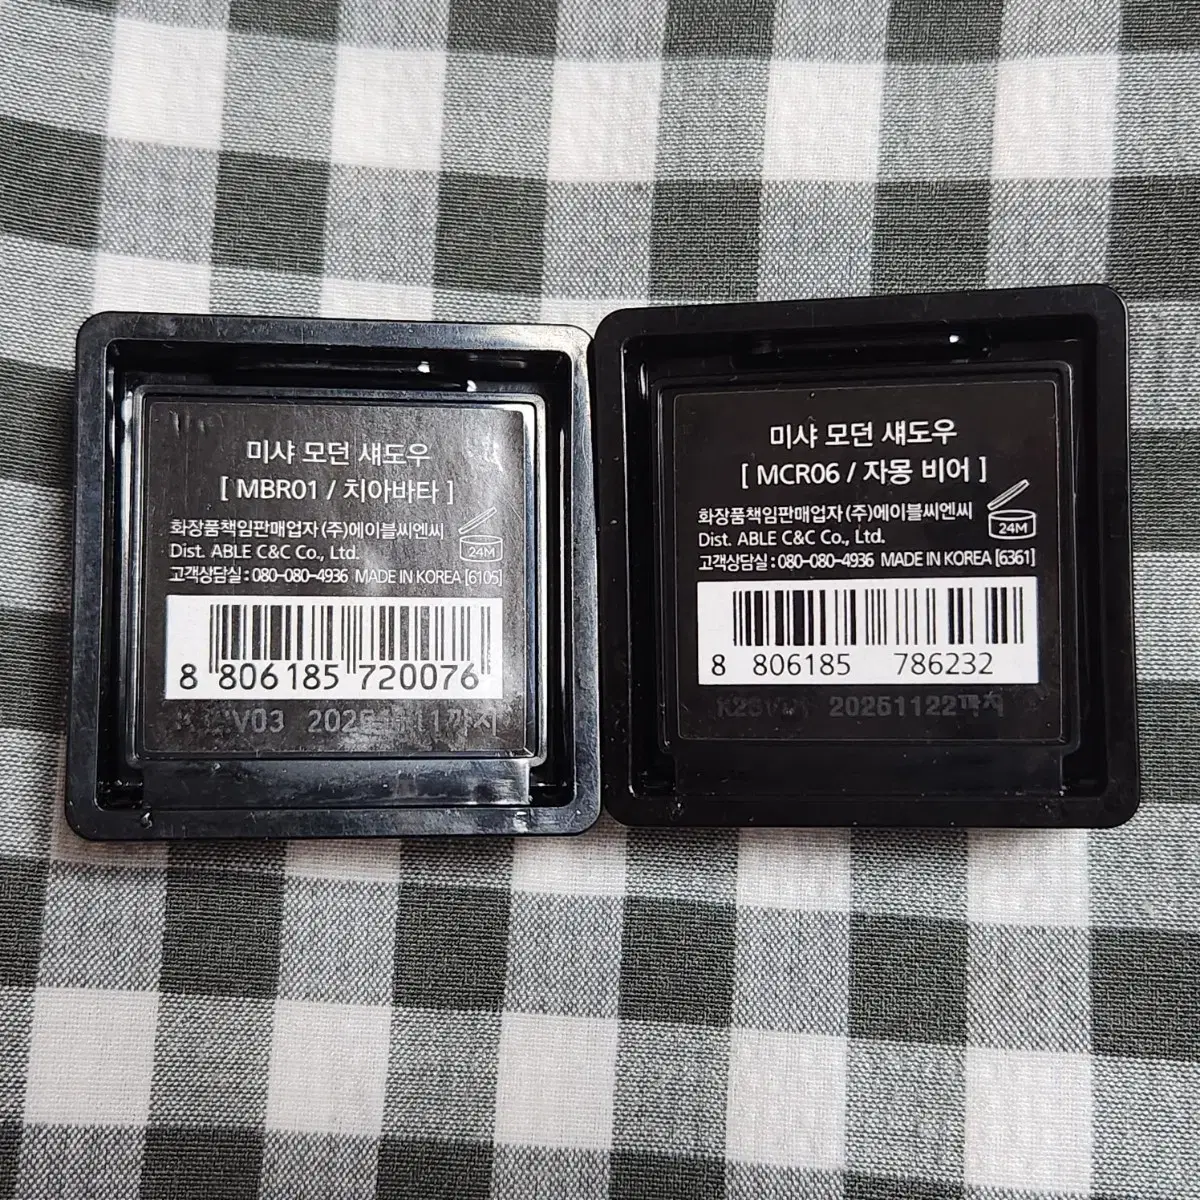 미샤 모던 섀도우
[ MBR01 / 치아바타 ]
화장품책임판매업자 (주)에이블씨엔씨
Dist. ABLE C&C Co., Ltd.
24M
고객상담실 : 080-080-4936 MADE IN KOREA [6105]
8 806185 720076
미샤 모던 섀도우
[ MCR06 / 자몽 비어 ]
화장품책임판매업자 (주)에이블씨엔씨
Dist. ABLE C&C Co., Ltd.
24M
고객상담실 : 080-080-4936 MADE IN KOREA [6361]
8 806185 786232
20251122까지